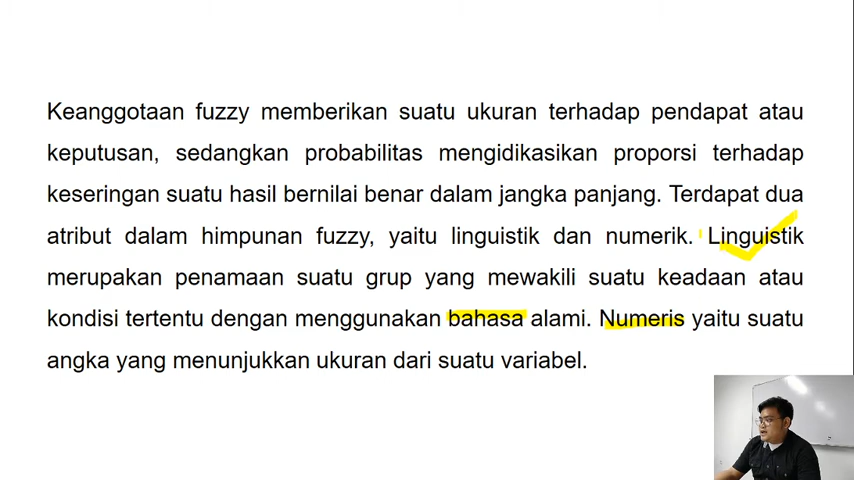 Keanggotaan fuzzy memberikan suatu ukuran terhadap pendapat atau
keputusan, sedangkan probabilitas mengidikasikan proporsi terhadap
keseringan suatu hasil bernilai benar dalam jangka panjang. Terdapat dua
atribut dalam himpunan fuzzy, yaitu linguistik dan numerik. Linguistik
merupakan penamaan suatu grup yang mewakili suatu keadaan atau
kondisi tertentu dengan menggunakan bahasa alami. Numeris yaitu suatu
angka yang menunjukkan ukuran dari suatu variabel.